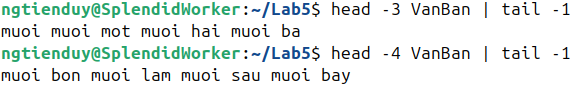 ngtienduy@SplendidWorker:~/Lab5$ head -3 VanBan | tail -1
muoi muoi mot muoi hai muoi ba
ngtienduy@SplendidWorker:~/Lab5$ head -4 VanBan | tail -1
muoi bon muoi lam muoi sau muoi bay